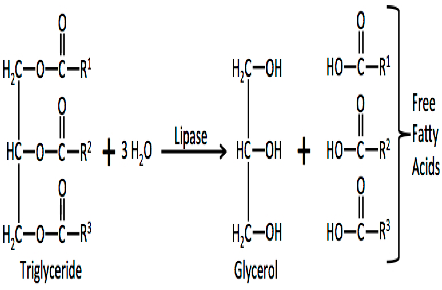 O O
H₂C–O–C–R¹ H₂C–OH HO–C–R¹
O O
HC–O–C–R² + 3 H₂O Lipase HC–OH + HO–C–R² Free Fatty Acids
O O
H₂C–O–C–R³ H₂C–OH HO–C–R³
Triglyceride Glycerol